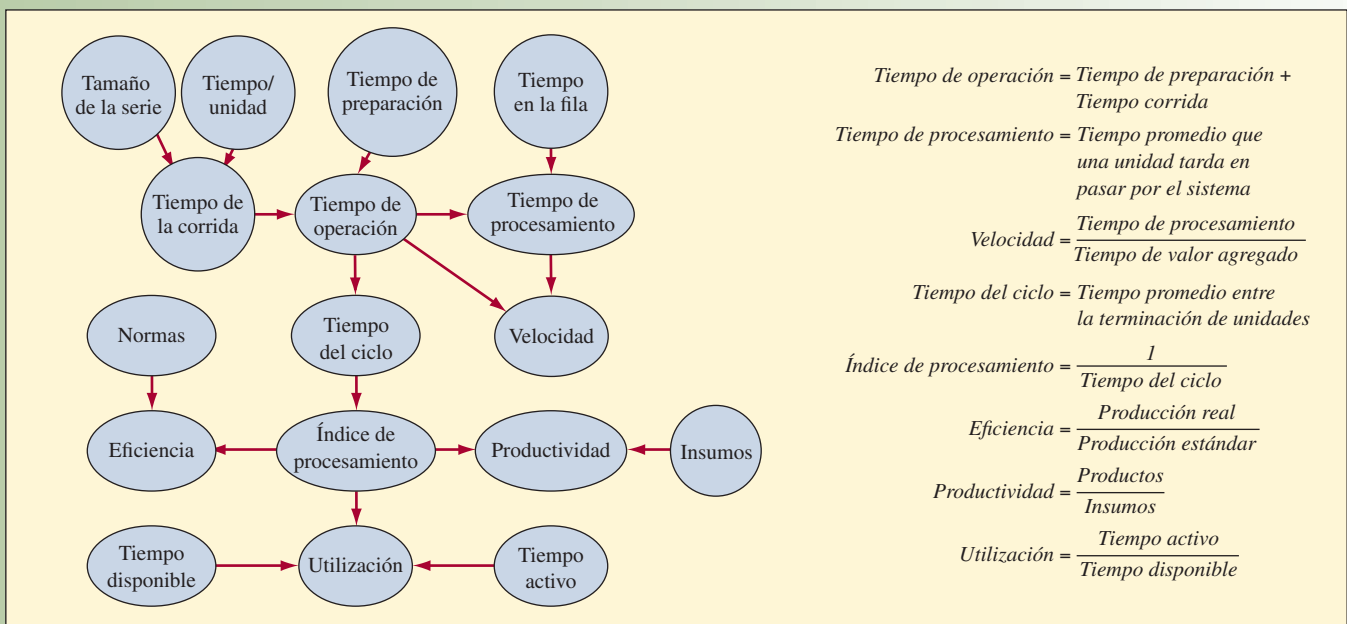 Tamaño
de la serie
Tiempo/
unidad
Tiempo de
preparación
Tiempo
en la fila
Tiempo de
la corrida
Tiempo de
operación
Tiempo de
procesamiento
Normas
Tiempo
del ciclo
Velocidad
Eficiencia
Índice de
procesamiento
Productividad
Insumos
Tiempo
disponible
Utilización
Tiempo
activo
Tiempo de operación = Tiempo de preparación +
Tiempo corrida
Tiempo de procesamiento = Tiempo promedio que
una unidad tarda en
pasar por el sistema
Velocidad = Tiempo de procesamiento
Tiempo de valor agregado
Tiempo del ciclo = Tiempo promedio entre
la terminación de unidades
Índice de procesamiento = 1
Tiempo del ciclo
Eficiencia = Producción real
Producción estándar
Productividad = Productos
Insumos
Utilización = Tiempo activo
Tiempo disponible